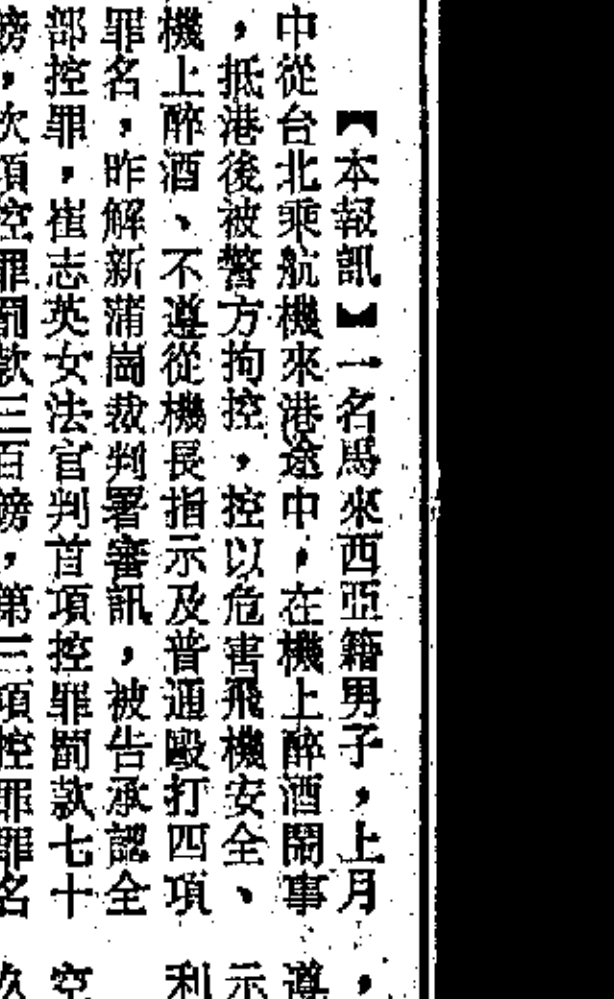 【本報訊】一名馬來西亞籍男子，上月
中從台北乘航機來港途中，在機上醉酒鬧事
，抵港後被警方拘控，控以危害飛機安全、
機上醉酒、不遵從機長指示及普通毆打四項
罪名，昨解新蒲崗裁判署審訊，被告承認全
部控罪，崔志英女法官判首項控罪罰款七十
鎊，次項控罪罰款三百鎊，第三項控罪罪名
，
遵
示
利
空